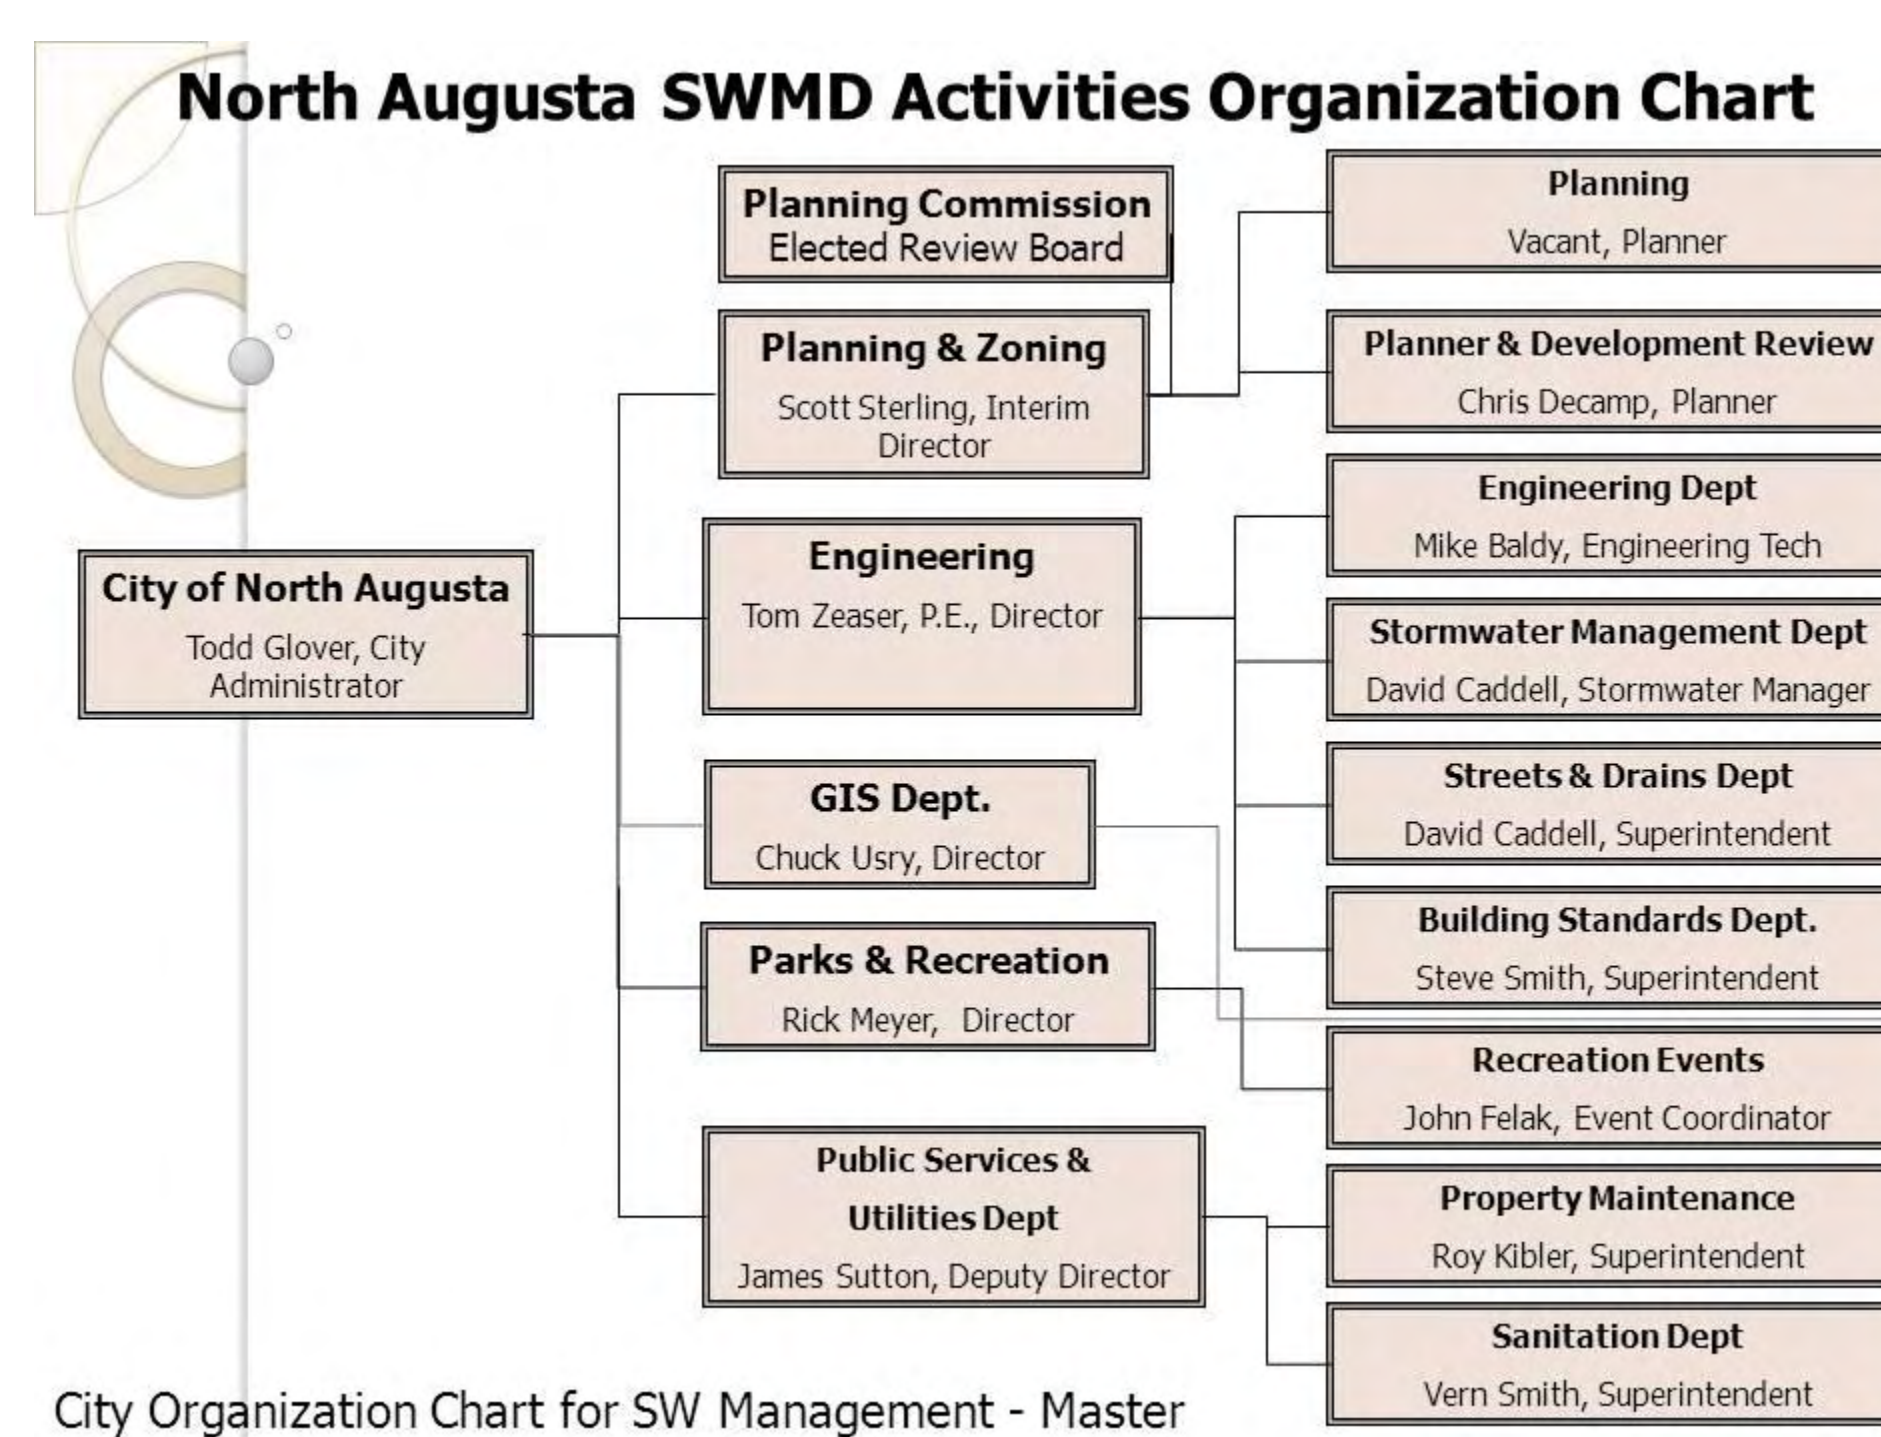 North Augusta SWMD Activities Organization Chart
City of North Augusta
Todd Glover, City
Administrator
Planning Commission
Elected Review Board
Planning & Zoning
Scott Sterling, Interim
Director
Engineering
Tom Zeaser, P.E., Director
GIS Dept.
Chuck Usry, Director
Parks & Recreation
Rick Meyer, Director
Public Services &
Utilities Dept
James Sutton, Deputy Director
Planning
Vacant, Planner
Planner & Development Review
Chris Decamp, Planner
Engineering Dept
Mike Baldy, Engineering Tech
Stormwater Management Dept
David Caddell, Stormwater Manager
Streets & Drains Dept
David Caddell, Superintendent
Building Standards Dept.
Steve Smith, Superintendent
Recreation Events
John Felak, Event Coordinator
Property Maintenance
Roy Kibler, Superintendent
Sanitation Dept
Vern Smith, Superintendent
City Organization Chart for SW Management - Master